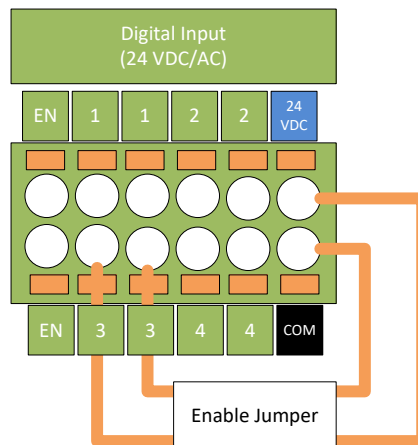 Digital Input
(24 VDC/AC)
EN 1 1 2 2 24 VDC
EN 3 3 4 4 COM
Enable Jumper